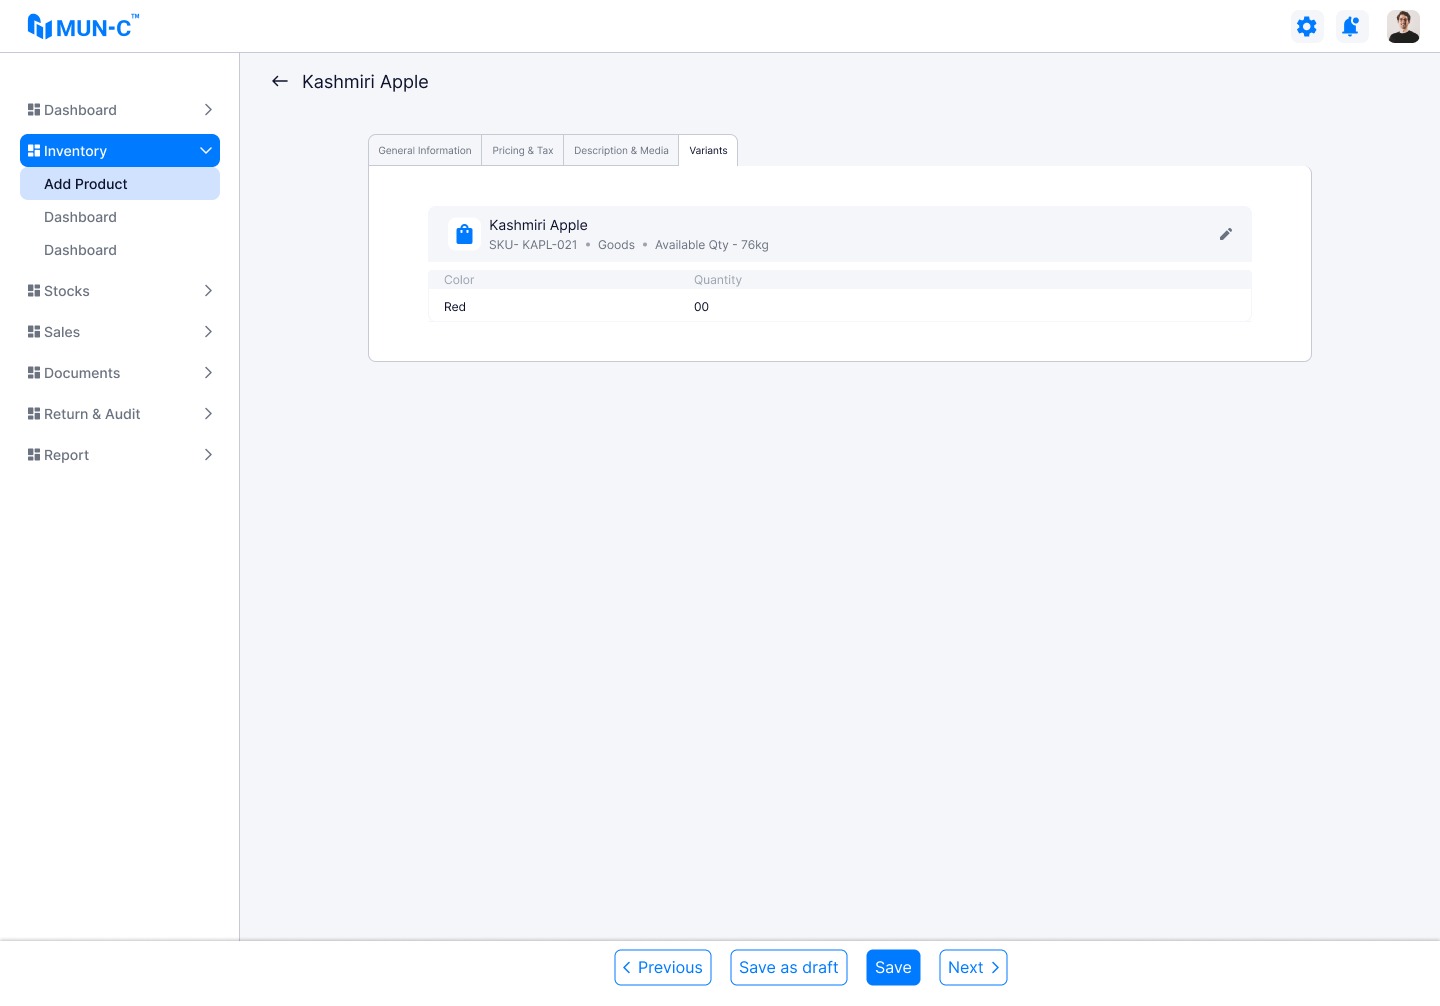 MUN-C™
Kashmiri Apple
Dashboard
Inventory
Add Product
Dashboard
Dashboard
Stocks
Sales
Documents
Return & Audit
Report
General Information
Pricing & Tax
Description & Media
Variants
Kashmiri Apple
SKU- KAPL-021 • Goods • Available Qty - 76kg
Color Quantity
Red 00
Previous
Save as draft
Save
Next